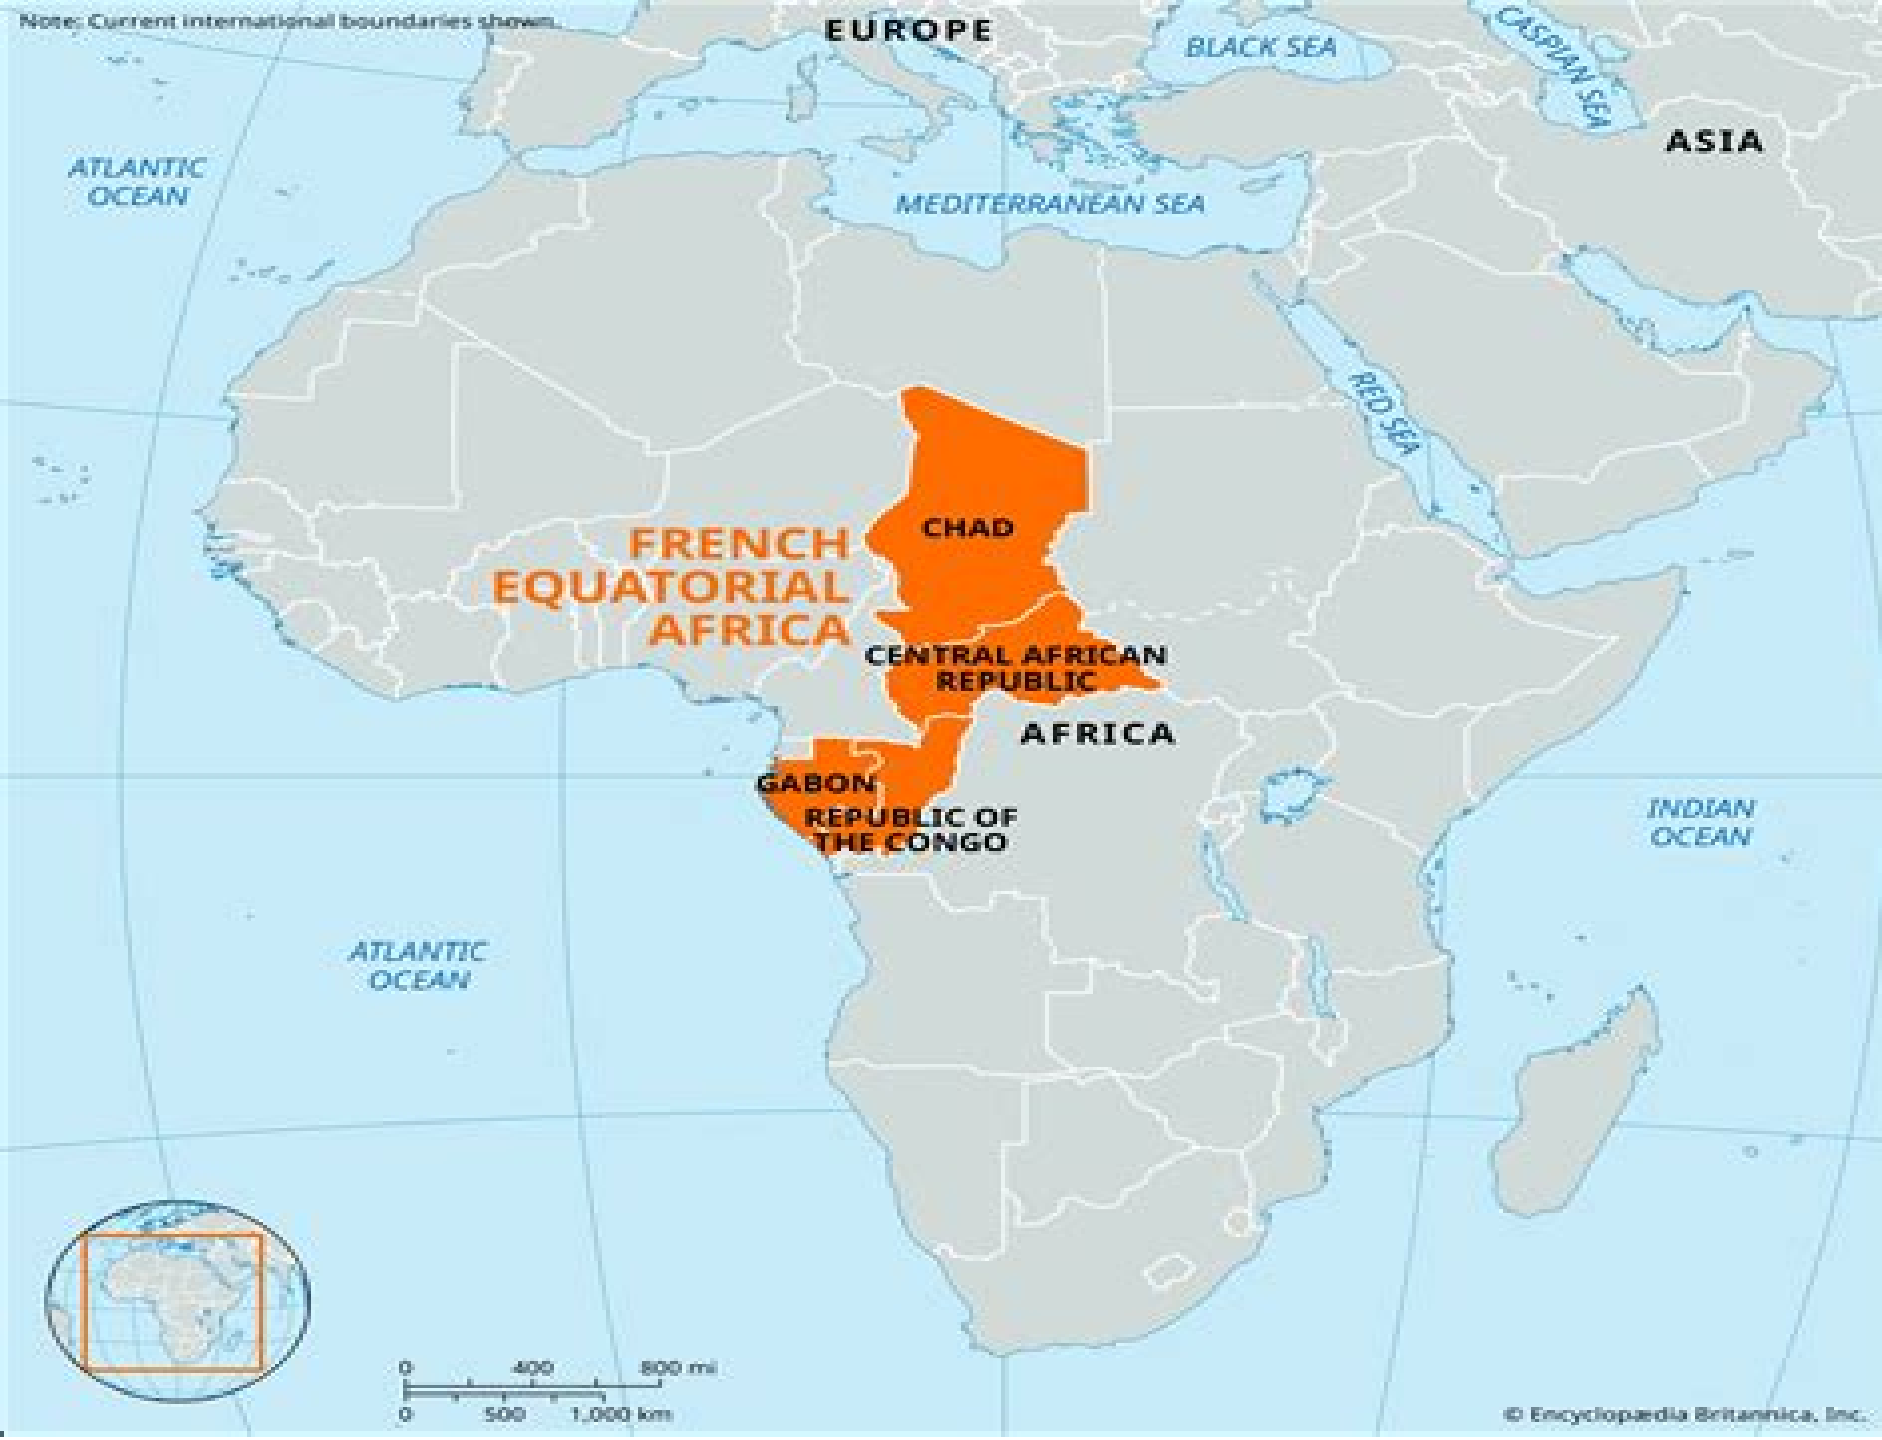 Note: Current international boundaries shown.
EUROPE
BLACK SEA
CASPIAN SEA
ASIA
ATLANTIC
OCEAN
MEDITERRANEAN SEA
RED SEA
CHAD
FRENCH
EQUATORIAL
AFRICA
CENTRAL AFRICAN
REPUBLIC
AFRICA
GABON
REPUBLIC OF
THE CONGO
INDIAN
OCEAN
ATLANTIC
OCEAN
0 400 800 mi
0 500 1,000 km
© Encyclopædia Britannica, Inc.